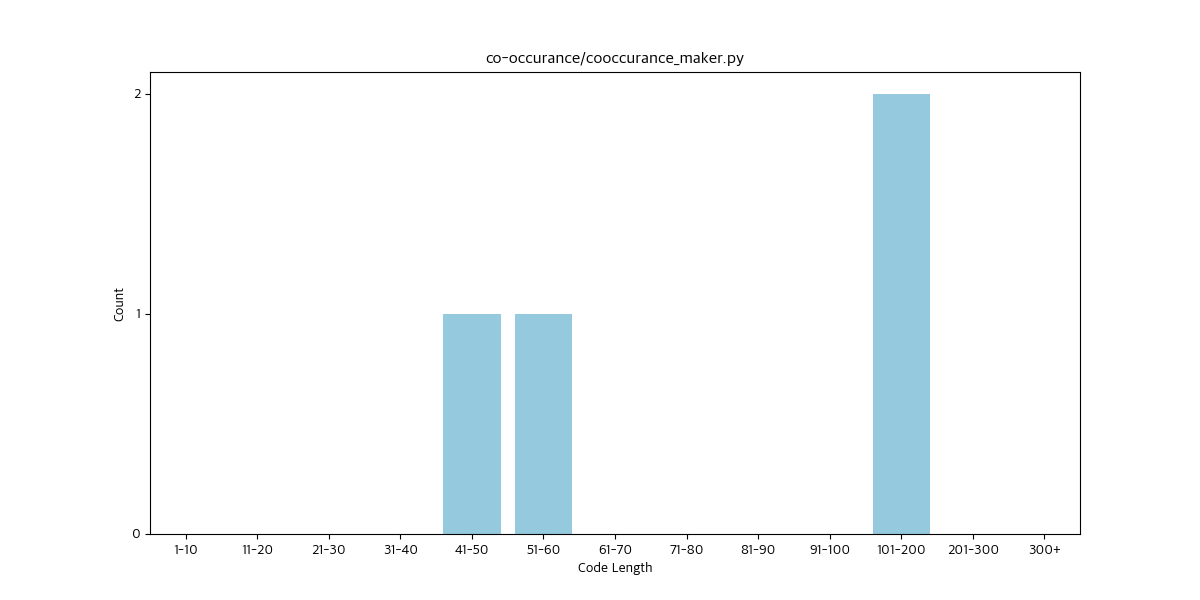 co-occurance/cooccurance_maker.py
2
1
0
Count
1-10 11-20 21-30 31-40 41-50 51-60 61-70 71-80 81-90 91-100 101-200 201-300 300+
Code Length